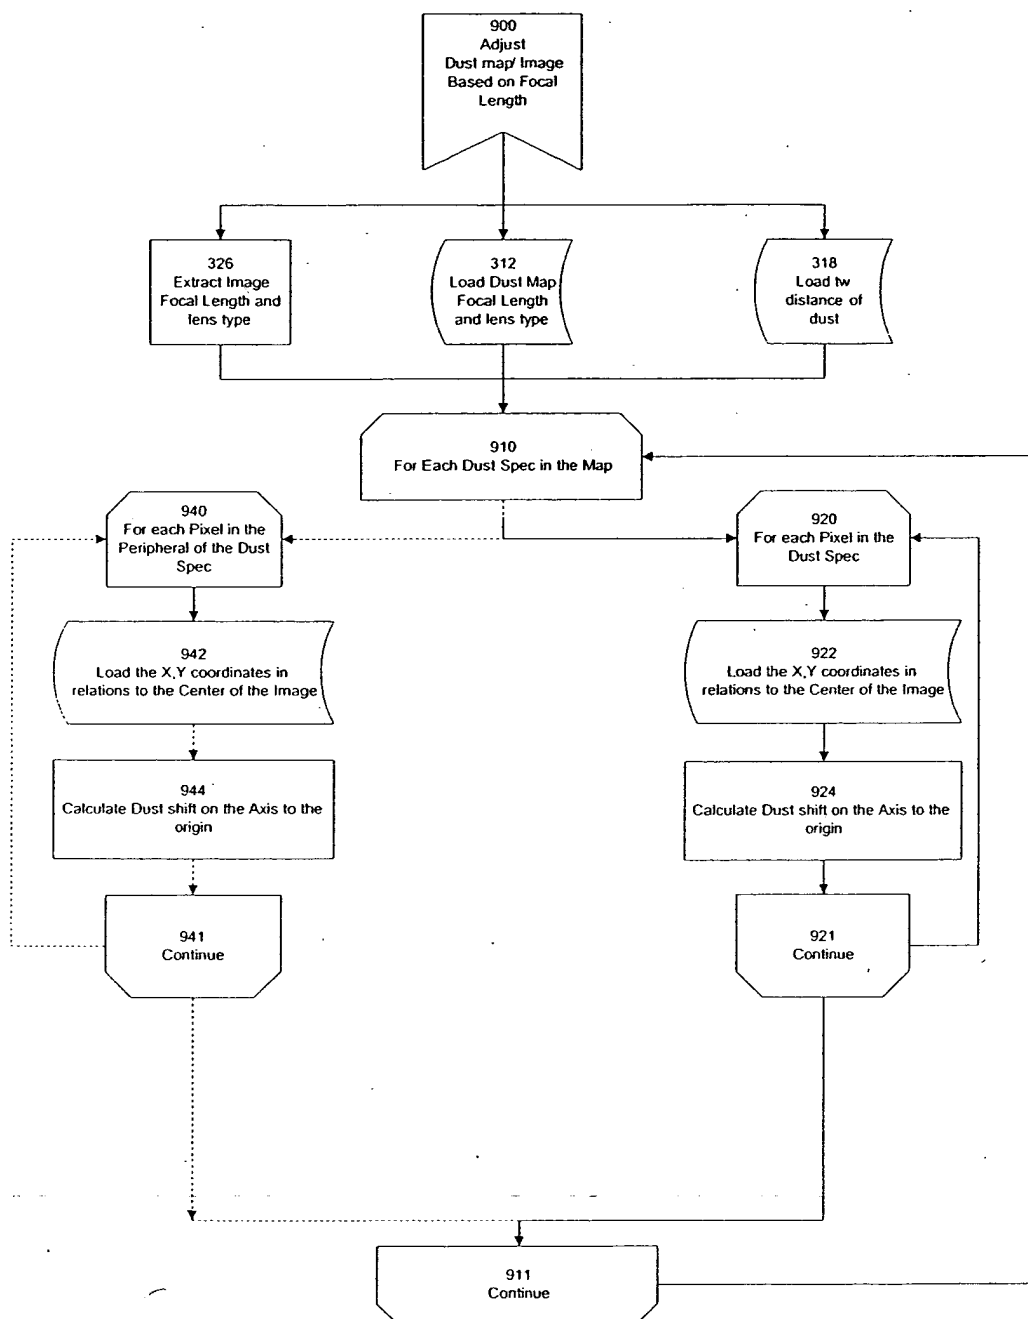 900
Adjust
Dust map/ Image
Based on Focal
Length
326
Extract Image
Focal Length and
lens type
312
Load Dust Map
Focal Length
and lens type
318
Load tw
distance of
dust
910
For Each Dust Spec in the Map
940
For each Pixel in the
Peripheral of the Dust
Spec
920
For each Pixel in the
Dust Spec
942
Load the X,Y coordinates in
relations to the Center of the Image
922
Load the X,Y coordinates in
relations to the Center of the Image
944
Calculate Dust shift on the Axis to the
origin
924
Calculate Dust shift on the Axis to the
origin
941
Continue
921
Continue
911
Continue